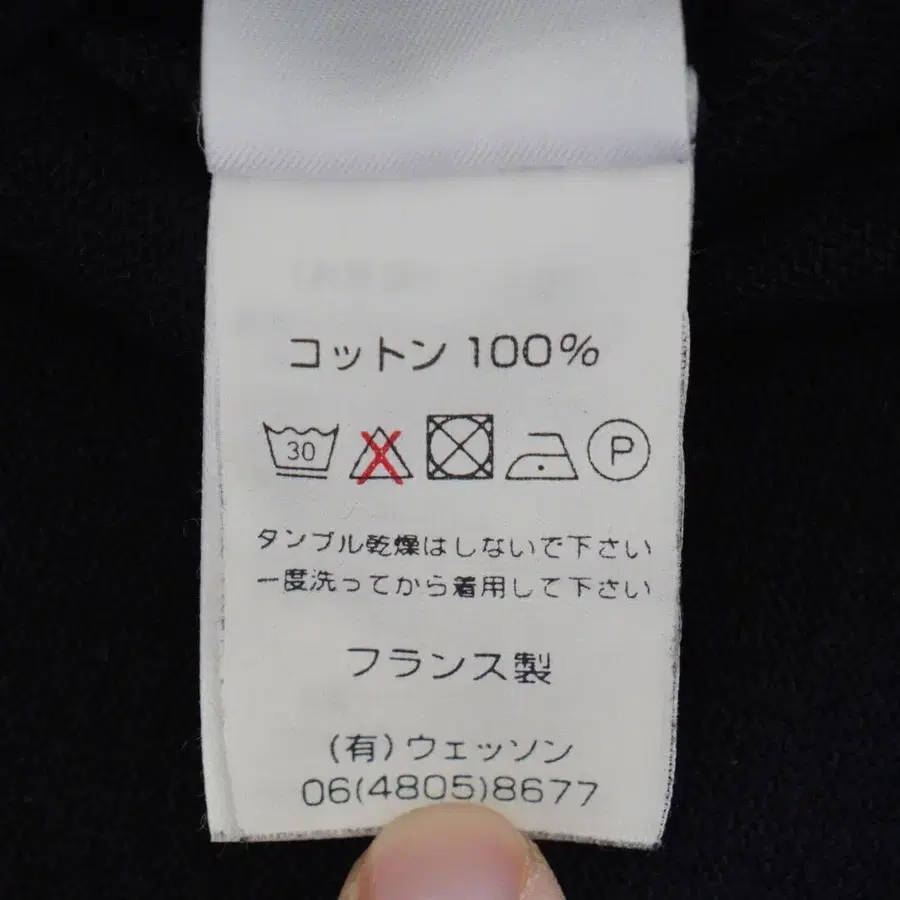 コットン 100%
30 P
タンブル乾燥はしないで下さい
一度洗ってから着用して下さい
フランス製
(有)ウェッソン
06(4805)8677